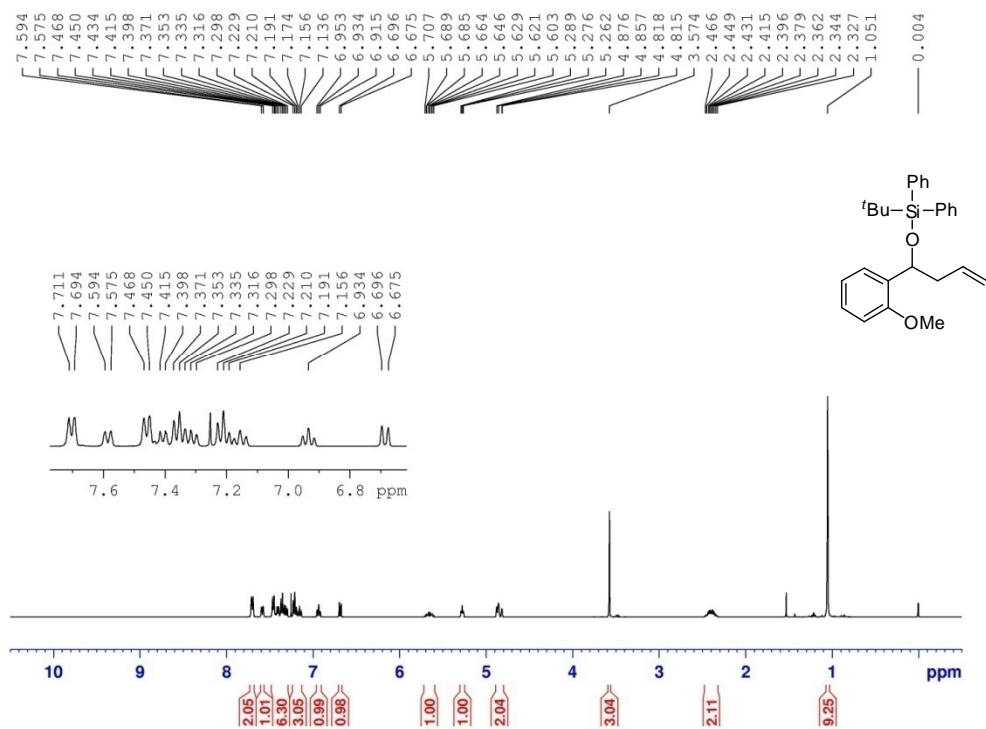 7.594 7.575 7.468 7.450 7.434 7.415 7.398 7.371 7.353 7.335 7.316 7.298 7.229 7.210 7.191 7.174 7.156 7.136 6.953 6.934 6.915 6.696 6.675 5.707 5.689 5.685 5.664 5.646 5.629 5.621 5.603 5.289 5.276 5.262 4.876 4.857 4.818 4.815 3.574 2.466 2.449 2.431 2.415 2.396 2.379 2.362 2.344 2.327 1.051 0.004
Ph
tBu Si Ph
O
OMe
7.711 7.694 7.594 7.575 7.468 7.450 7.415 7.398 7.371 7.353 7.335 7.316 7.298 7.229 7.210 7.191 7.156 6.934 6.696 6.675
7.6 7.4 7.2 7.0 6.8 ppm
10 9 8 7 6 5 4 3 2 1 ppm
2.05 1.01 6.30 3.05 0.99 0.98 1.00 1.00 2.04 3.04 2.11 9.25